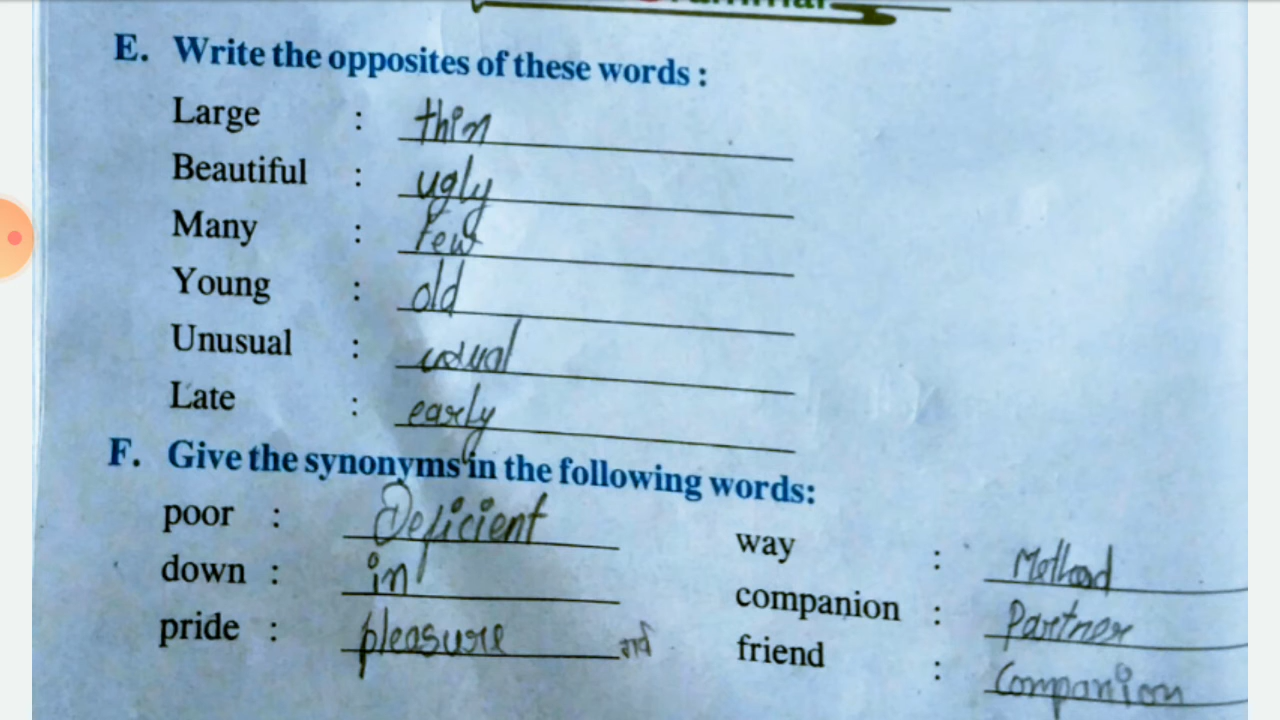 E. Write the opposites of these words :
Large : thin
Beautiful : ugly
Many : Few
Young : old
Unusual : usual
Late : early
F. Give the synonyms in the following words:
poor : Deficient way : Method
down : in companion : Partner
pride : pleasure गर्व friend : Companion